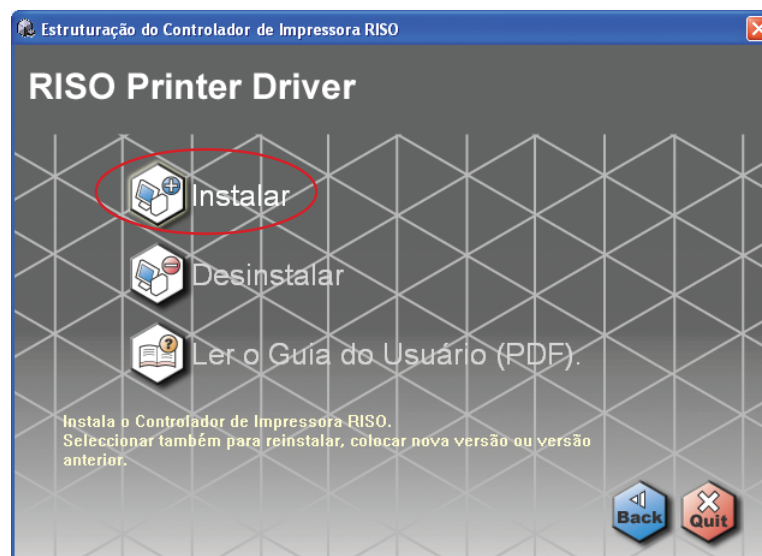 Estruturação do Controlador de Impressora RISO
RISO Printer Driver
Instalar
Desinstalar
Ler o Guia do Usuário (PDF).
Instala o Controlador de Impressora RISO.
Seleccionar também para reinstalar, colocar nova versão ou versão
anterior.
Back
Quit